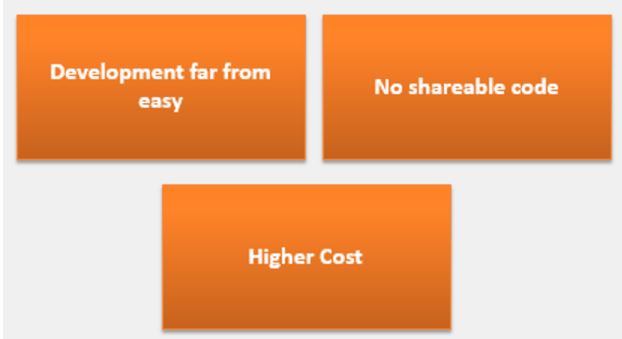 Development far from
easy
No shareable code
Higher Cost